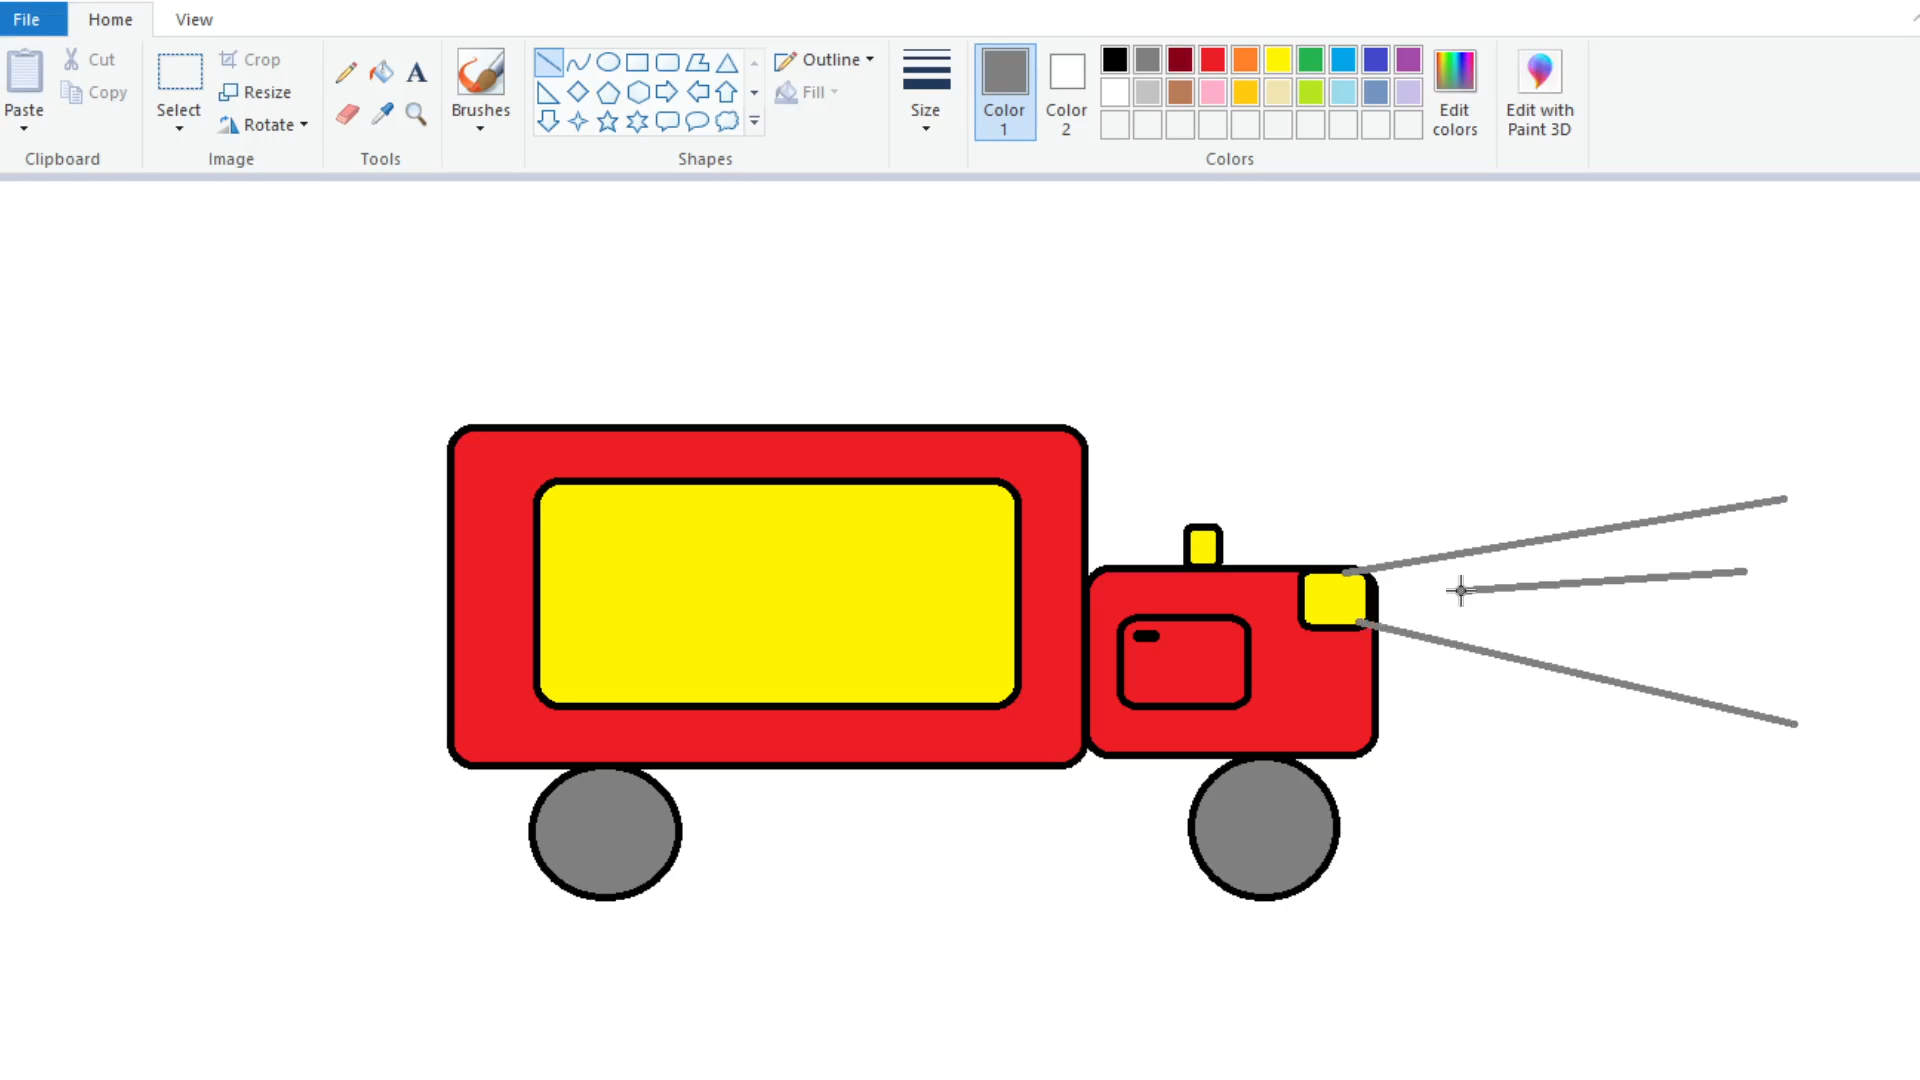 File Home View
Paste
Cut
Copy
Clipboard
Select
Crop
Resize
Rotate
Image
A
Tools
Brushes
Outline
Fill
Shapes
Size
Color
1
Color
2
Edit
colors
Colors
Edit with
Paint 3D